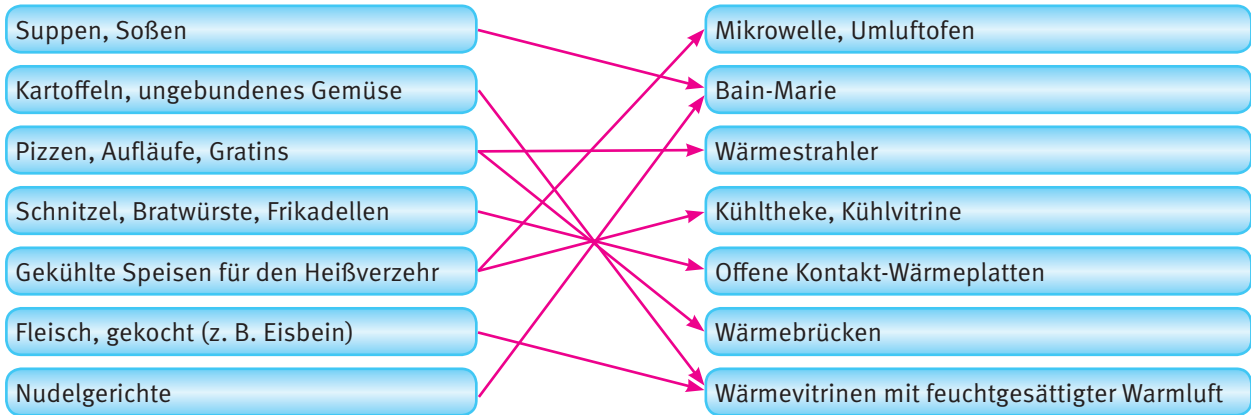 Suppen, Soßen
Kartoffeln, ungebundenes Gemüse
Pizzen, Aufläufe, Gratins
Schnitzel, Bratwürste, Frikadellen
Gekühlte Speisen für den Heißverzehr
Fleisch, gekocht (z. B. Eisbein)
Nudelgerichte
Mikrowelle, Umluftofen
Bain-Marie
Wärmestrahler
Kühltheke, Kühlvitrine
Offene Kontakt-Wärmeplatten
Wärmebrücken
Wärmevitrinen mit feuchtgesättigter Warmluft